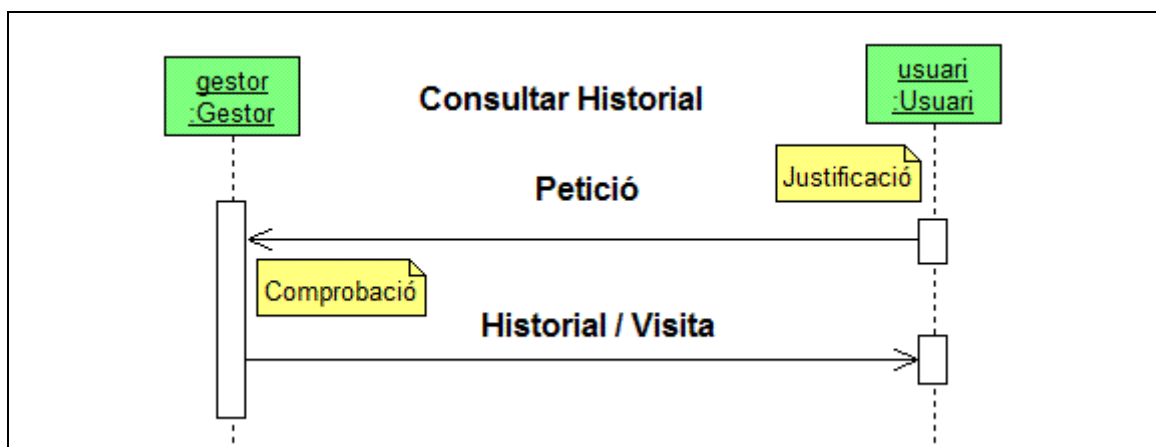 gestor
:Gestor
Consultar Historial
usuari
:Usuari
Justificació
Petició
Comprobació
Historial / Visita